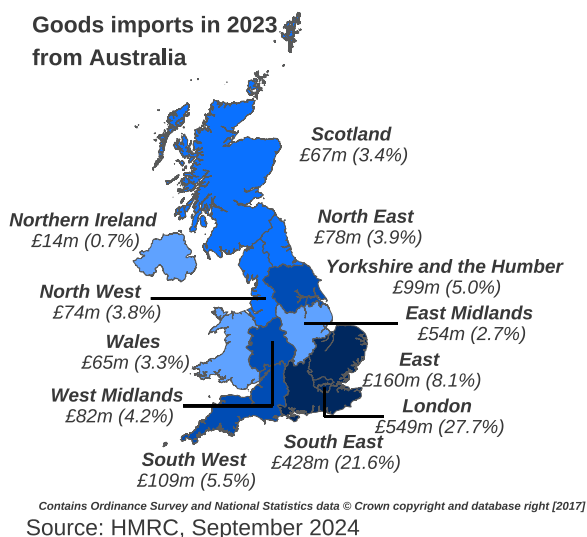 Goods imports in 2023
from Australia
Scotland
£67m (3.4%)
Northern Ireland
£14m (0.7%)
North East
£78m (3.9%)
Yorkshire and the Humber
£99m (5.0%)
North West
£74m (3.8%)
East Midlands
£54m (2.7%)
Wales
£65m (3.3%)
East
£160m (8.1%)
West Midlands
£82m (4.2%)
London
£549m (27.7%)
South East
£428m (21.6%)
South West
£109m (5.5%)
Contains Ordinance Survey and National Statistics data © Crown copyright and database right [2017]
Source: HMRC, September 2024